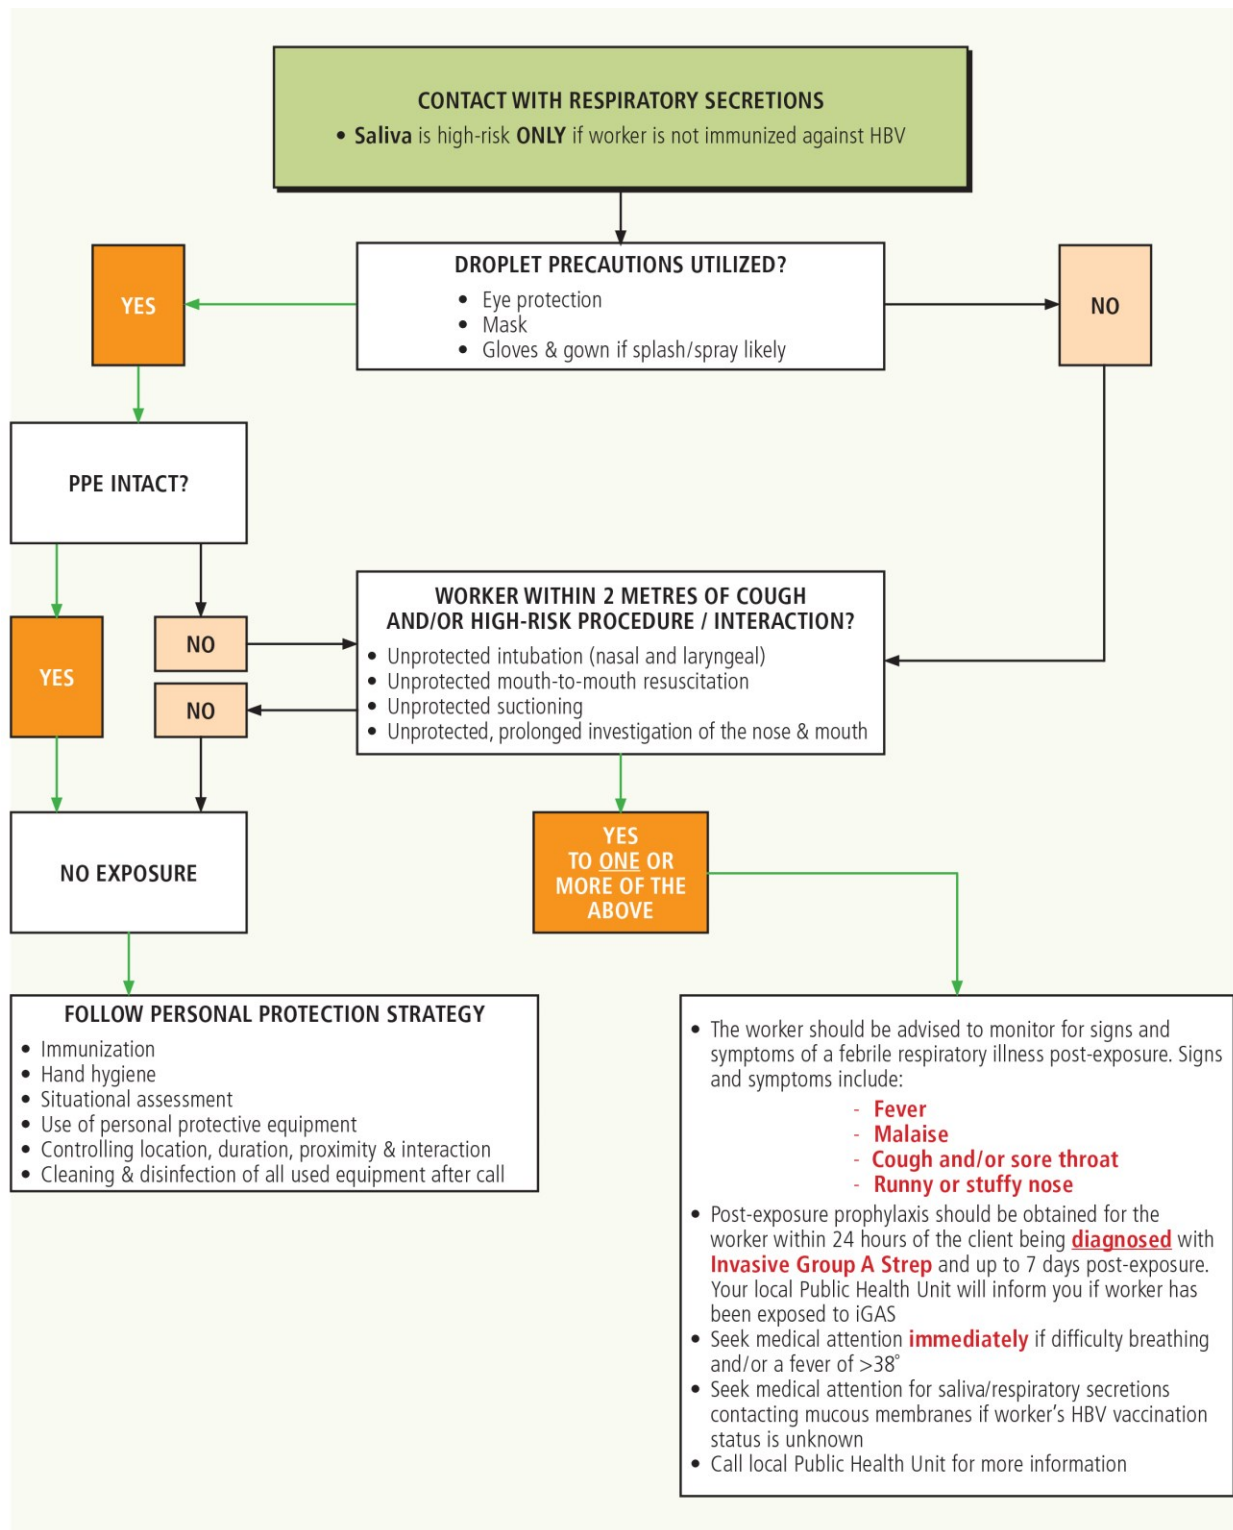 CONTACT WITH RESPIRATORY SECRETIONS
• Saliva is high-risk ONLY if worker is not immunized against HBV
DROPLET PRECAUTIONS UTILIZED?
• Eye protection
• Mask
• Gloves & gown if splash/spray likely
YES
NO
PPE INTACT?
YES
NO
WORKER WITHIN 2 METRES OF COUGH
AND/OR HIGH-RISK PROCEDURE / INTERACTION?
• Unprotected intubation (nasal and laryngeal)
• Unprotected mouth-to-mouth resuscitation
• Unprotected suctioning
• Unprotected, prolonged investigation of the nose & mouth
NO
NO EXPOSURE
YES
TO ONE OR
MORE OF THE
ABOVE
FOLLOW PERSONAL PROTECTION STRATEGY
• Immunization
• Hand hygiene
• Situational assessment
• Use of personal protective equipment
• Controlling location, duration, proximity & interaction
• Cleaning & disinfection of all used equipment after call
• The worker should be advised to monitor for signs and
symptoms of a febrile respiratory illness post-exposure. Signs
and symptoms include:
- Fever
- Malaise
- Cough and/or sore throat
- Runny or stuffy nose
• Post-exposure prophylaxis should be obtained for the
worker within 24 hours of the client being diagnosed with
Invasive Group A Strep and up to 7 days post-exposure.
Your local Public Health Unit will inform you if worker has
been exposed to iGAS
• Seek medical attention immediately if difficulty breathing
and/or a fever of >38°
• Seek medical attention for saliva/respiratory secretions
contacting mucous membranes if worker's HBV vaccination
status is unknown
• Call local Public Health Unit for more information